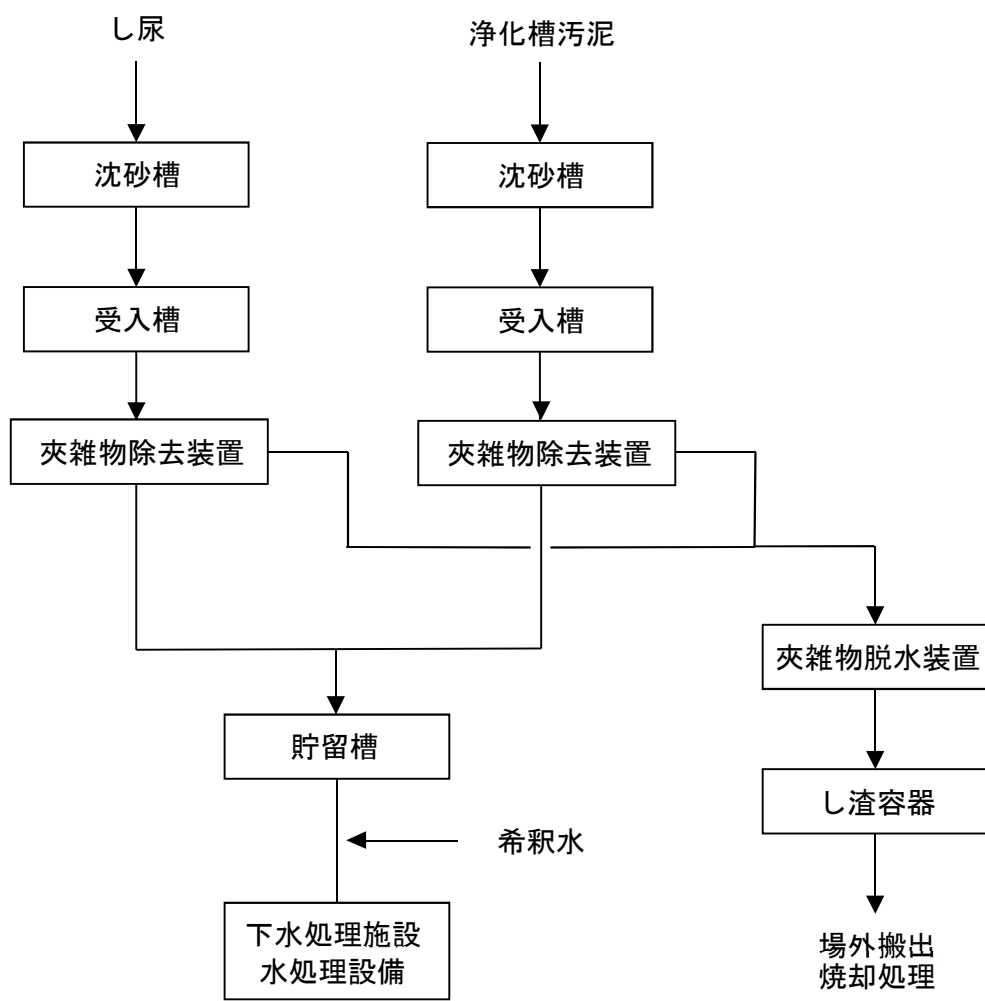 し尿
浄化槽汚泥
沈砂槽
沈砂槽
受入槽
受入槽
夾雑物除去装置
夾雑物除去装置
夾雑物脱水装置
貯留槽
し渣容器
希釈水
下水処理施設
水処理設備
場外搬出
焼却処理